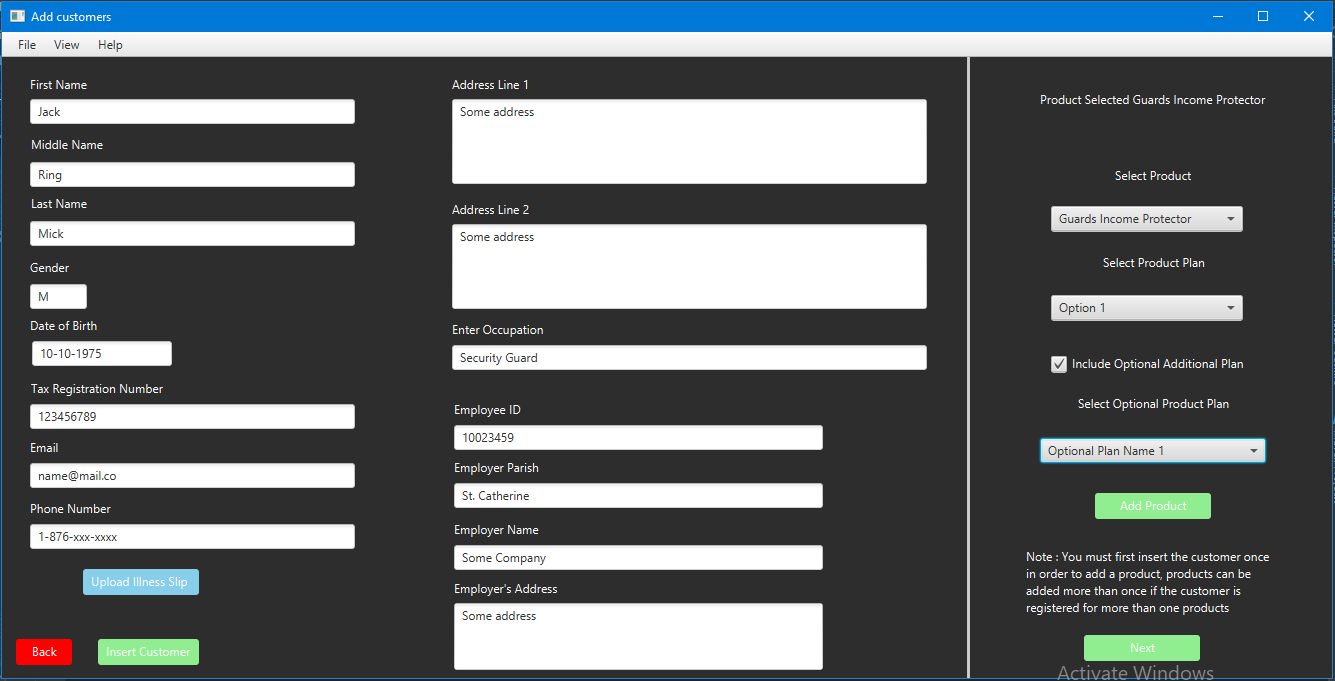 Add customers
File View Help
First Name
Jack
Middle Name
Ring
Last Name
Mick
Gender
M
Date of Birth
10-10-1975
Tax Registration Number
123456789
Email
name@mail.co
Phone Number
1-876-xxx-xxxx
Upload Illness Slip
Back
Insert Customer
Address Line 1
Some address
Address Line 2
Some address
Enter Occupation
Security Guard
Employee ID
10023459
Employer Parish
St. Catherine
Employer Name
Some Company
Employer's Address
Some address
Product Selected Guards Income Protector
Select Product
Guards Income Protector
Select Product Plan
Option 1
Include Optional Additional Plan
Select Optional Product Plan
Optional Plan Name 1
Add Product
Note : You must first insert the customer once
in order to add a product, products can be
added more than once if the customer is
registered for more than one products
Next
Activate Windows